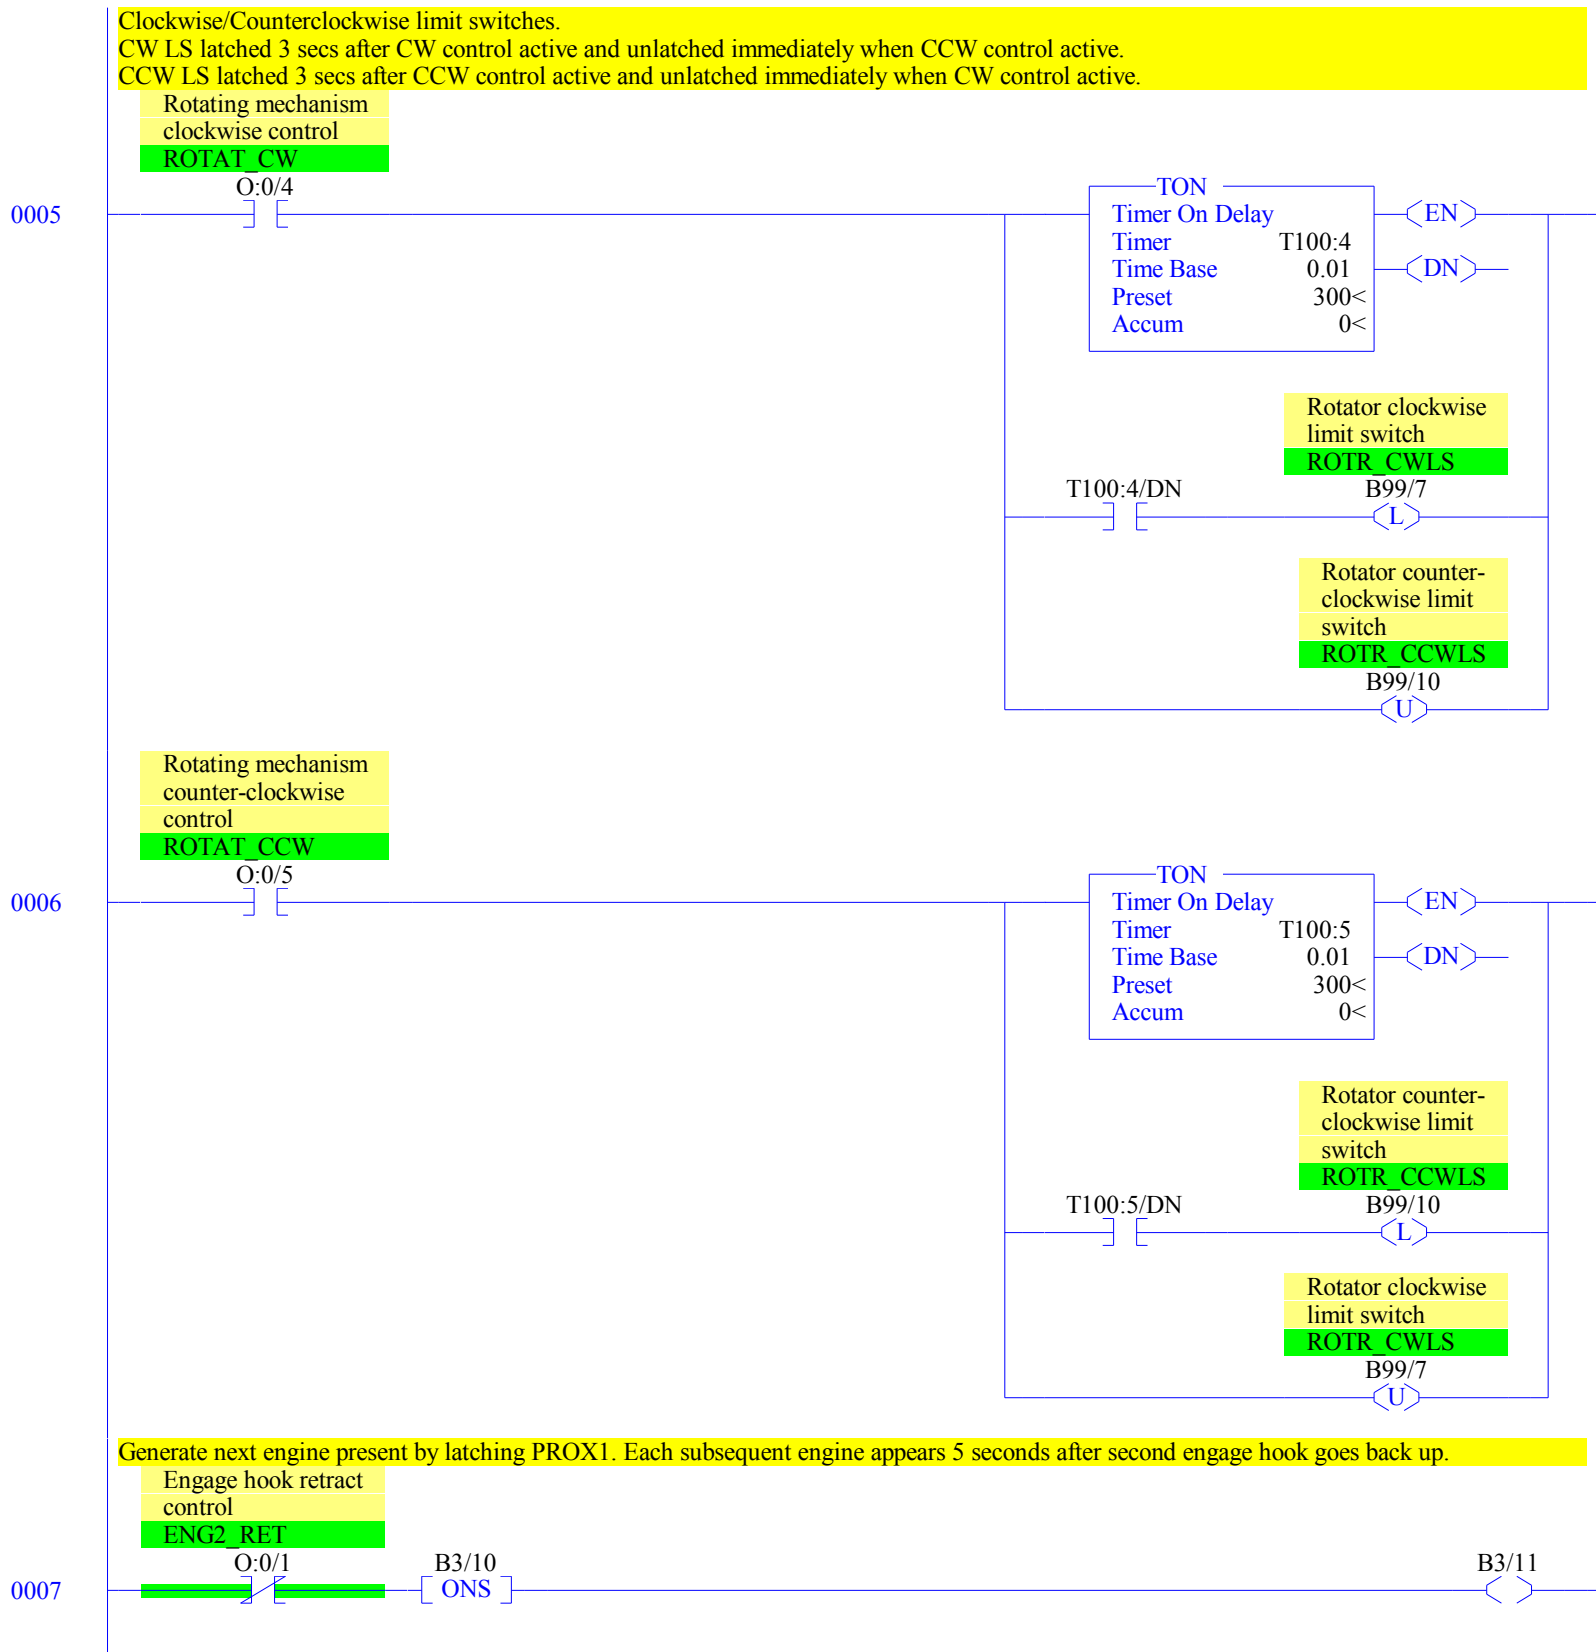 Clockwise/Counterclockwise limit switches.
CW LS latched 3 secs after CW control active and unlatched immediately when CCW control active.
CCW LS latched 3 secs after CCW control active and unlatched immediately when CW control active.
Rotating mechanism
clockwise control
ROTAT_CW
O:0/4
0005
TON
Timer On Delay
Timer T100:4
Time Base 0.01
Preset 300<
Accum 0<
EN
DN
Rotator clockwise
limit switch
ROTR_CWLS
B99/7
T100:4/DN
L
Rotator counter-
clockwise limit
switch
ROTR_CCWLS
B99/10
U
Rotating mechanism
counter-clockwise
control
ROTAT_CCW
O:0/5
0006
TON
Timer On Delay
Timer T100:5
Time Base 0.01
Preset 300<
Accum 0<
EN
DN
Rotator counter-
clockwise limit
switch
ROTR_CCWLS
B99/10
T100:5/DN
L
Rotator clockwise
limit switch
ROTR_CWLS
B99/7
U
Generate next engine present by latching PROX1. Each subsequent engine appears 5 seconds after second engage hook goes back up.
Engage hook retract
control
ENG2_RET
O:0/1
0007
B3/10
ONS
B3/11